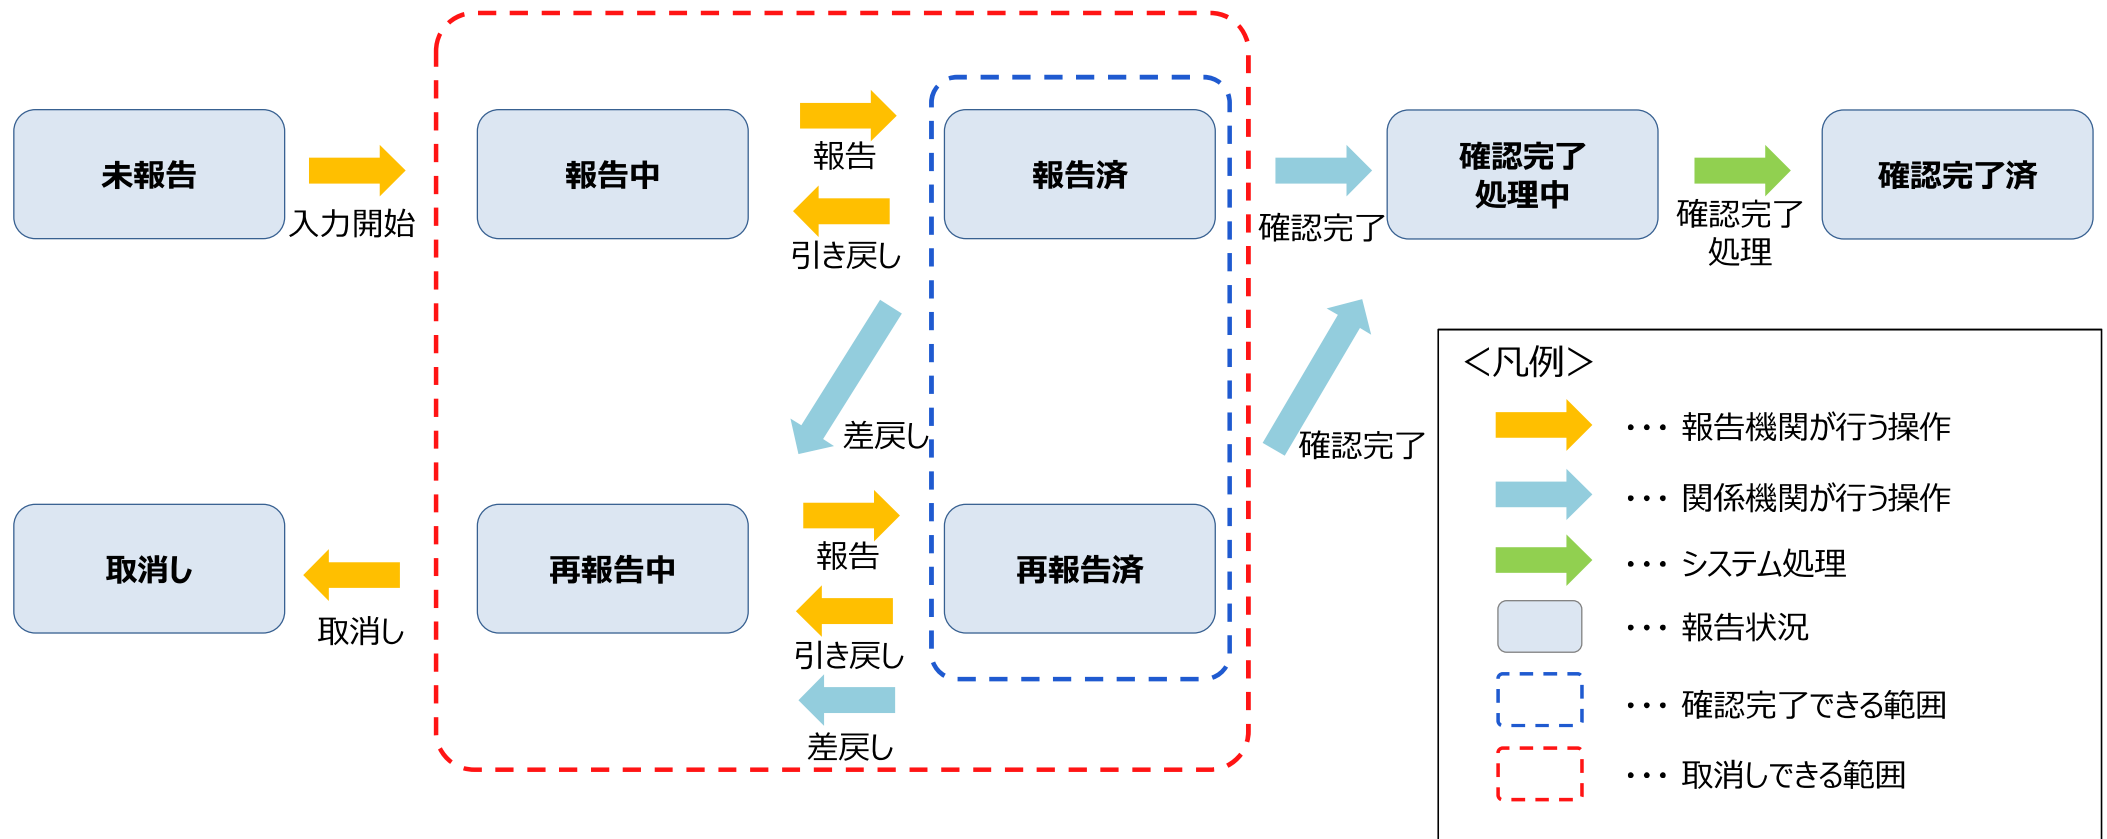 未報告
入力開始
報告中
報告
引き戻し
報告済
確認完了
確認完了
処理中
確認完了
処理
確認完了済
差戻し
確認完了
取消し
取消し
再報告中
報告
引き戻し
差戻し
再報告済
＜凡例＞
・・・ 報告機関が行う操作
・・・ 関係機関が行う操作
・・・ システム処理
・・・ 報告状況
・・・ 確認完了できる範囲
・・・ 取消しできる範囲